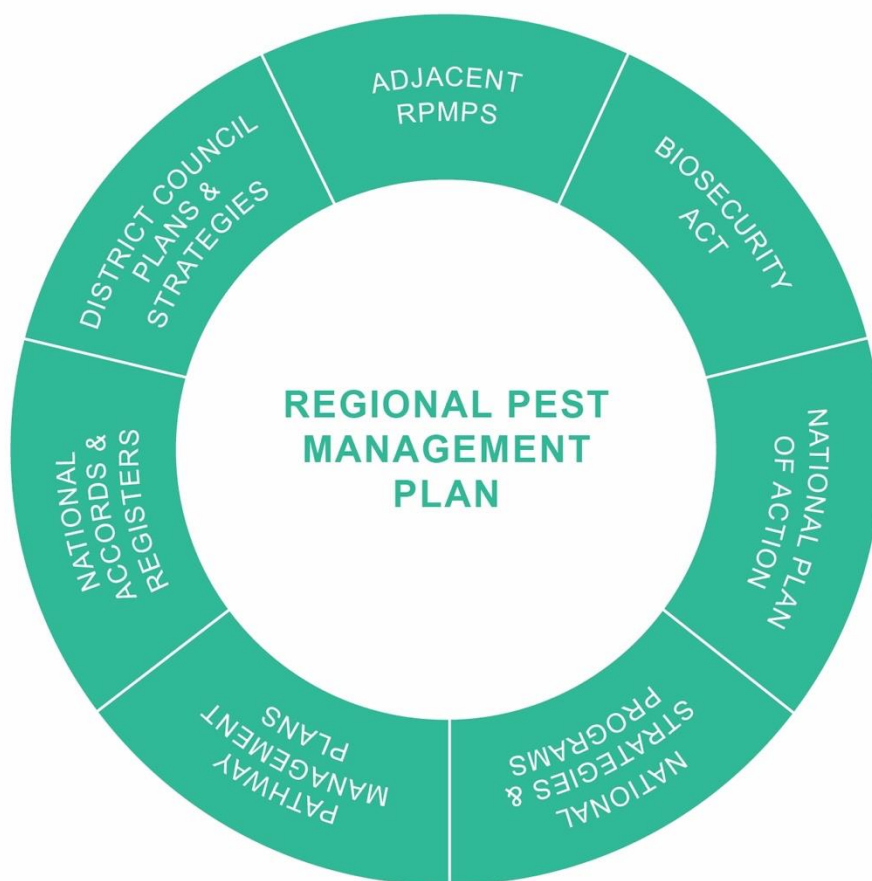 ADJACENT
RPMPS
BIOSECURITY
ACT
NATIONAL PLAN
OF ACTION
NATIONAL
STRATEGIES &
PROGRAMS
PATHWAY
MANAGEMENT
PLANS
NATIONAL
ACCORDS &
REGISTERS
DISTRICT COUNCIL
PLANS &
STRATEGIES
REGIONAL PEST
MANAGEMENT
PLAN